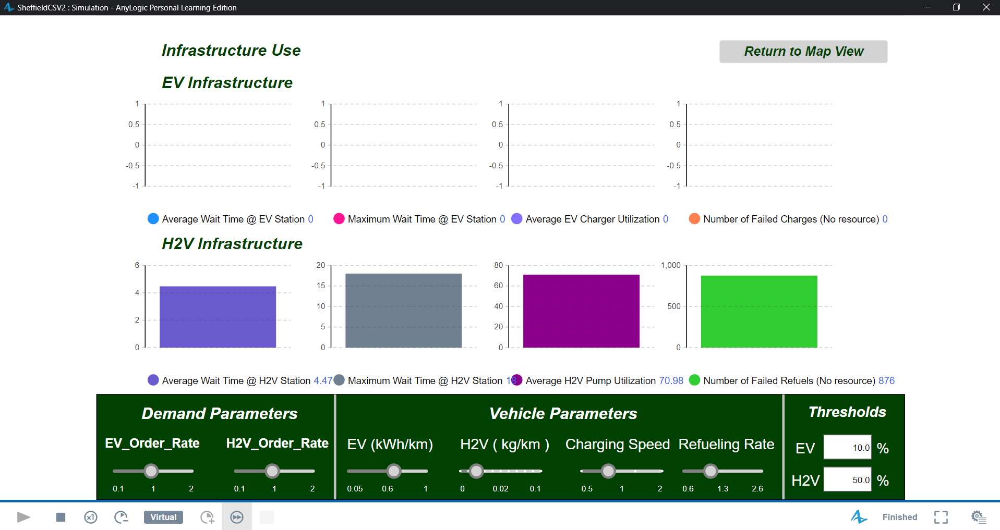 SheffieldCSV2 : Simulation - AnyLogic Personal Learning Edition
Infrastructure Use
Return to Map View
EV Infrastructure
1 1 1 1
0.5 0.5 0.5 0.5
0 0 0 0
-0.5 -0.5 -0.5 -0.5
-1 -1 -1 -1
Average Wait Time @ EV Station 0 Maximum Wait Time @ EV Station 0 Average EV Charger Utilization 0 Number of Failed Charges (No resource) 0
H2V Infrastructure
6 20 80 1,000
15 60
4
10 40 500
2
5 20
0 0 0 0
Average Wait Time @ H2V Station 4.47 Maximum Wait Time @ H2V Station 18 Average H2V Pump Utilization 70.98 Number of Failed Refuels (No resource) 876
Demand Parameters Vehicle Parameters Thresholds
EV_Order_Rate H2V_Order_Rate EV (kWh/km) H2V ( kg/km ) Charging Speed Refueling Rate
EV 10.0 %
H2V 50.0 %
0.1 1 2 0.1 1 2 0.05 0.6 1 0 0.02 0.1 0.5 1 2 0.6 1.3 2.6
x1 Virtual Finished